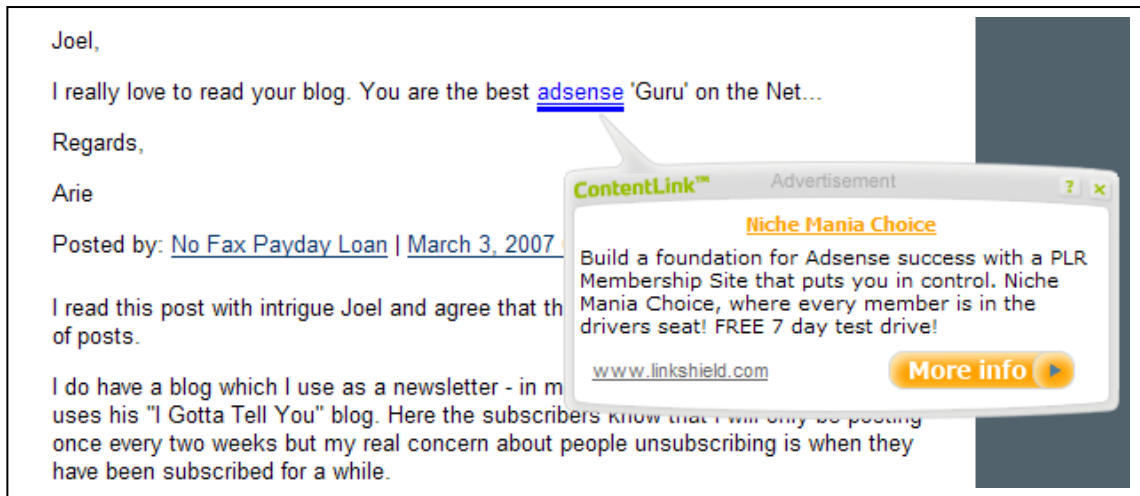 Joel,
I really love to read your blog. You are the best adsense 'Guru' on the Net...
Regards,
Arie
Posted by: No Fax Payday Loan | March 3, 2007
ContentLink™ Advertisement ? x
Niche Mania Choice
Build a foundation for Adsense success with a PLR
Membership Site that puts you in control. Niche
Mania Choice, where every member is in the
drivers seat! FREE 7 day test drive!
www.linkshield.com More info
I read this post with intrigue Joel and agree that th
of posts.
I do have a blog which I use as a newsletter - in m
uses his "I Gotta Tell You" blog. Here the subscribers know that I will only be posting
once every two weeks but my real concern about people unsubscribing is when they
have been subscribed for a while.